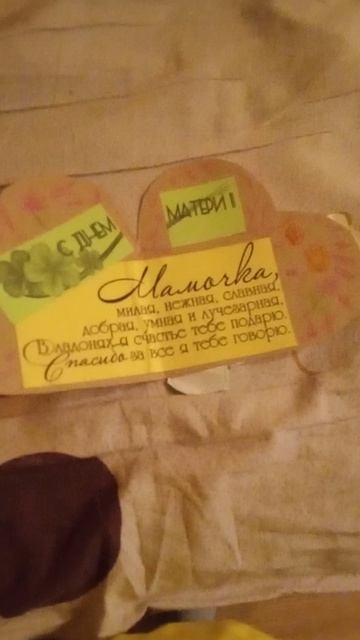 С ДНЕМ
МАТЕРИ!
Мамочка,
милая, нежная, славная,
добрая, умная и лучезарная,
В ладонях я счастье тебе подарю.
Спасибо за все я тебе говорю.